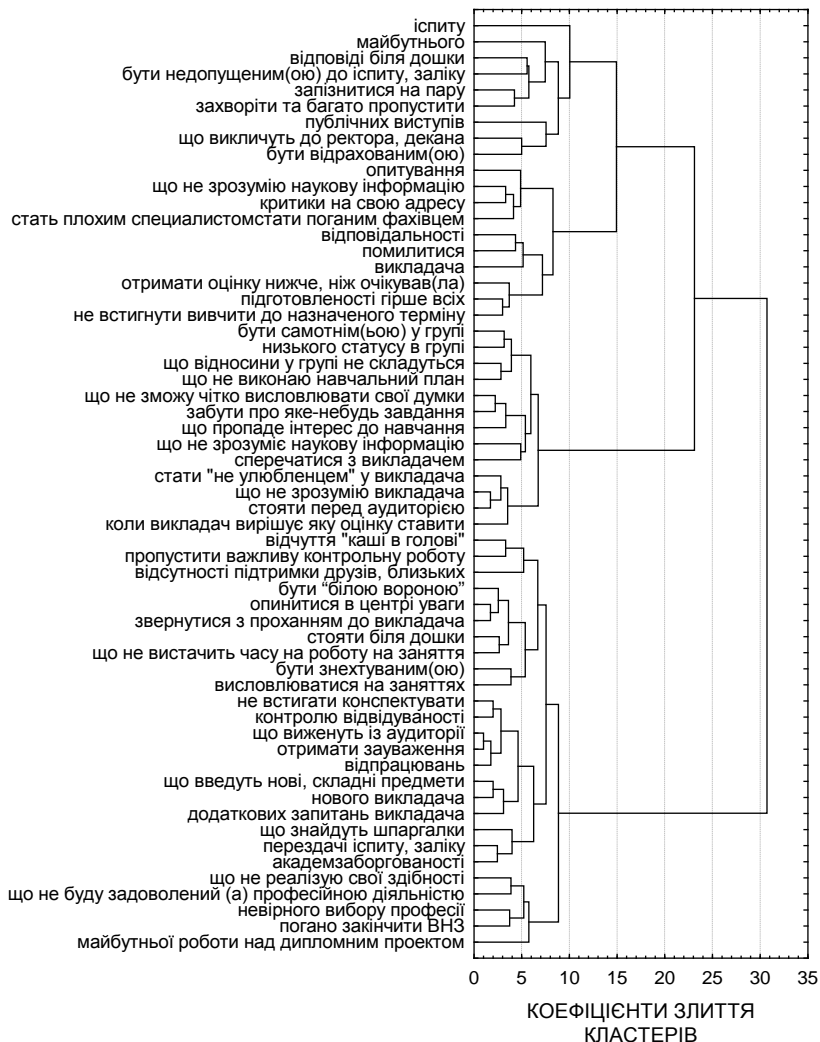 іспиту
майбутнього
відповіді біля дошки
бути недопущеним(ою) до іспиту, заліку
запізнитися на пару
захворіти та багато пропустити
публічних виступів
що викличуть до ректора, декана
бути відрахованим(ою)
опитування
що не зрозумію наукову інформацію
критики на свою адресу
стать плохим специалистомстати поганим фахівцем
відповідальності
помилитися
викладача
отримати оцінку нижче, ніж очікував(ла)
підготовленості гірше всіх
не встигнути вивчити до назначеного терміну
бути самотнім(ьою) у групі
низького статусу в групі
що відносини у групі не складуться
що не виконаю навчальний план
що не зможу чітко висловлювати свої думки
забути про яке-небудь завдання
що пропаде інтерес до навчання
що не зрозуміє наукову інформацію
сперечатися з викладачем
стати "не улюбленцем" у викладача
що не зрозумію викладача
стояти перед аудиторією
коли викладач вирішує яку оцінку ставити
відчуття "каші в голові"
пропустити важливу контрольну роботу
відсутності підтримки друзів, близьких
бути “білою вороною”
опинитися в центрі уваги
звернутися з проханням до викладача
стояти біля дошки
що не вистачить часу на роботу на заняття
бути знехтуваним(ою)
висловлюватися на заняттях
не встигати конспектувати
контролю відвідуваності
що виженуть із аудиторії
отримати зауваження
відпрацювань
що введуть нові, складні предмети
нового викладача
додаткових запитань викладача
що знайдуть шпаргалки
перездачі іспиту, заліку
академзаборгованості
що не реалізую свої здібності
що не буду задоволений (а) професійною діяльністю
невірного вибору професії
погано закінчити ВНЗ
майбутньої роботи над дипломним проектом
0 5 10 15 20 25 30 35
КОЕФІЦІЄНТИ ЗЛИТТЯ
КЛАСТЕРІВ